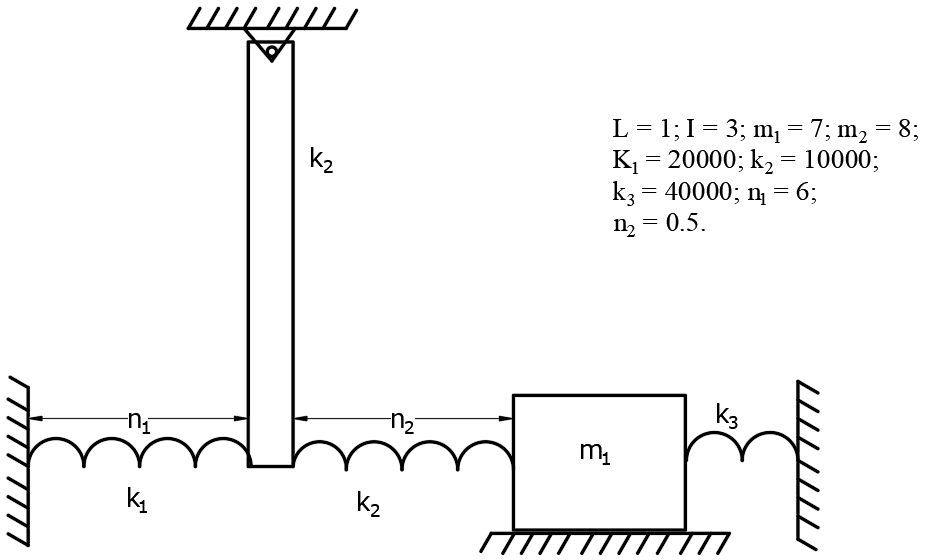 k₂
L = 1; I = 3; m₁ = 7; m₂ = 8;
K₁ = 20000; k₂ = 10000;
k₃ = 40000; n₁ = 6;
n₂ = 0.5.
n₁
n₂
k₃
m₁
k₁
k₂